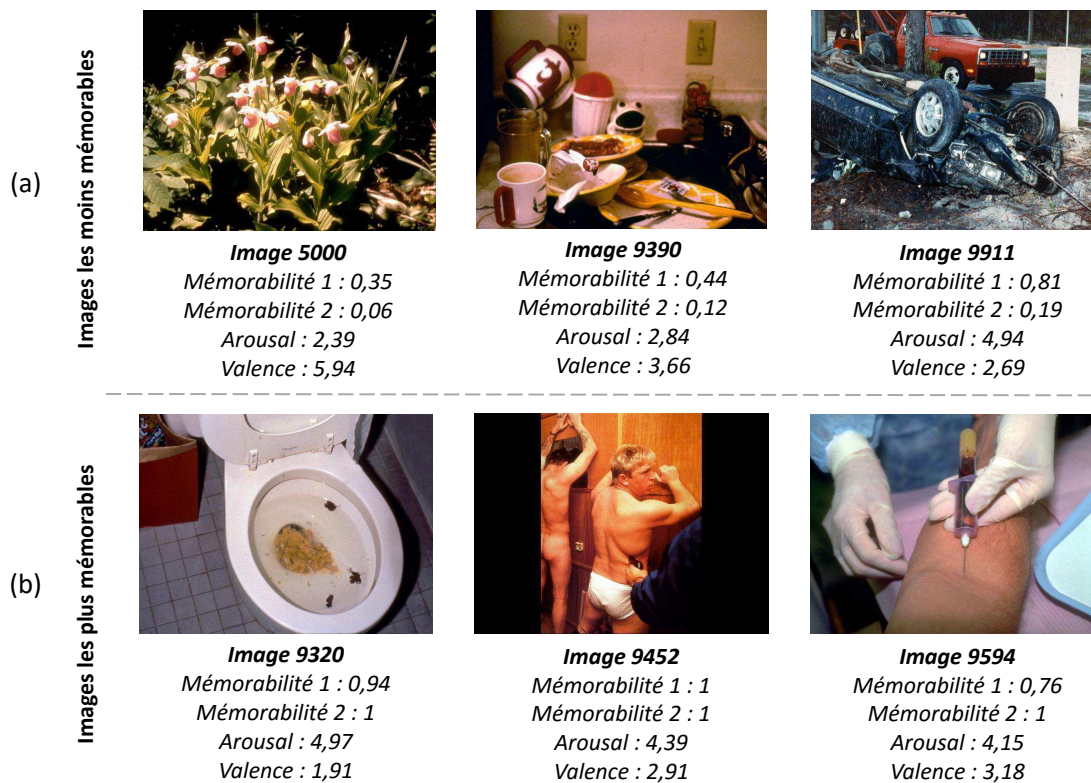 Images les moins mémorables
(a)
Image 5000
Mémorabilité 1 : 0,35
Mémorabilité 2 : 0,06
Arousal : 2,39
Valence : 5,94
Image 9390
Mémorabilité 1 : 0,44
Mémorabilité 2 : 0,12
Arousal : 2,84
Valence : 3,66
Image 9911
Mémorabilité 1 : 0,81
Mémorabilité 2 : 0,19
Arousal : 4,94
Valence : 2,69
Images les plus mémorables
(b)
Image 9320
Mémorabilité 1 : 0,94
Mémorabilité 2 : 1
Arousal : 4,97
Valence : 1,91
Image 9452
Mémorabilité 1 : 1
Mémorabilité 2 : 1
Arousal : 4,39
Valence : 2,91
Image 9594
Mémorabilité 1 : 0,76
Mémorabilité 2 : 1
Arousal : 4,15
Valence : 3,18